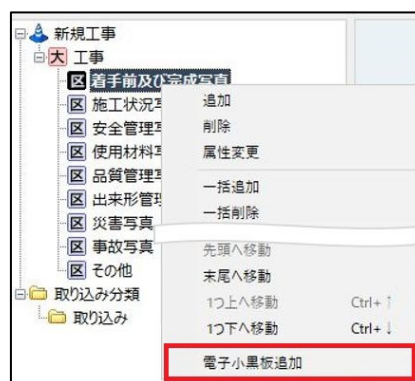 新規工事
大 工事
区 着手前及び完成写真
区 施工状況写
区 安全管理写
区 使用材料写
区 品質管理写
区 出来形管理
区 災害写真
区 事故写真
区 その他
取り込み分類
取り込み
追加
削除
属性変更
一括追加
一括削除
先頭へ移動
末尾へ移動
1つ上へ移動 Ctrl+↑
1つ下へ移動 Ctrl+↓
電子小黒板追加